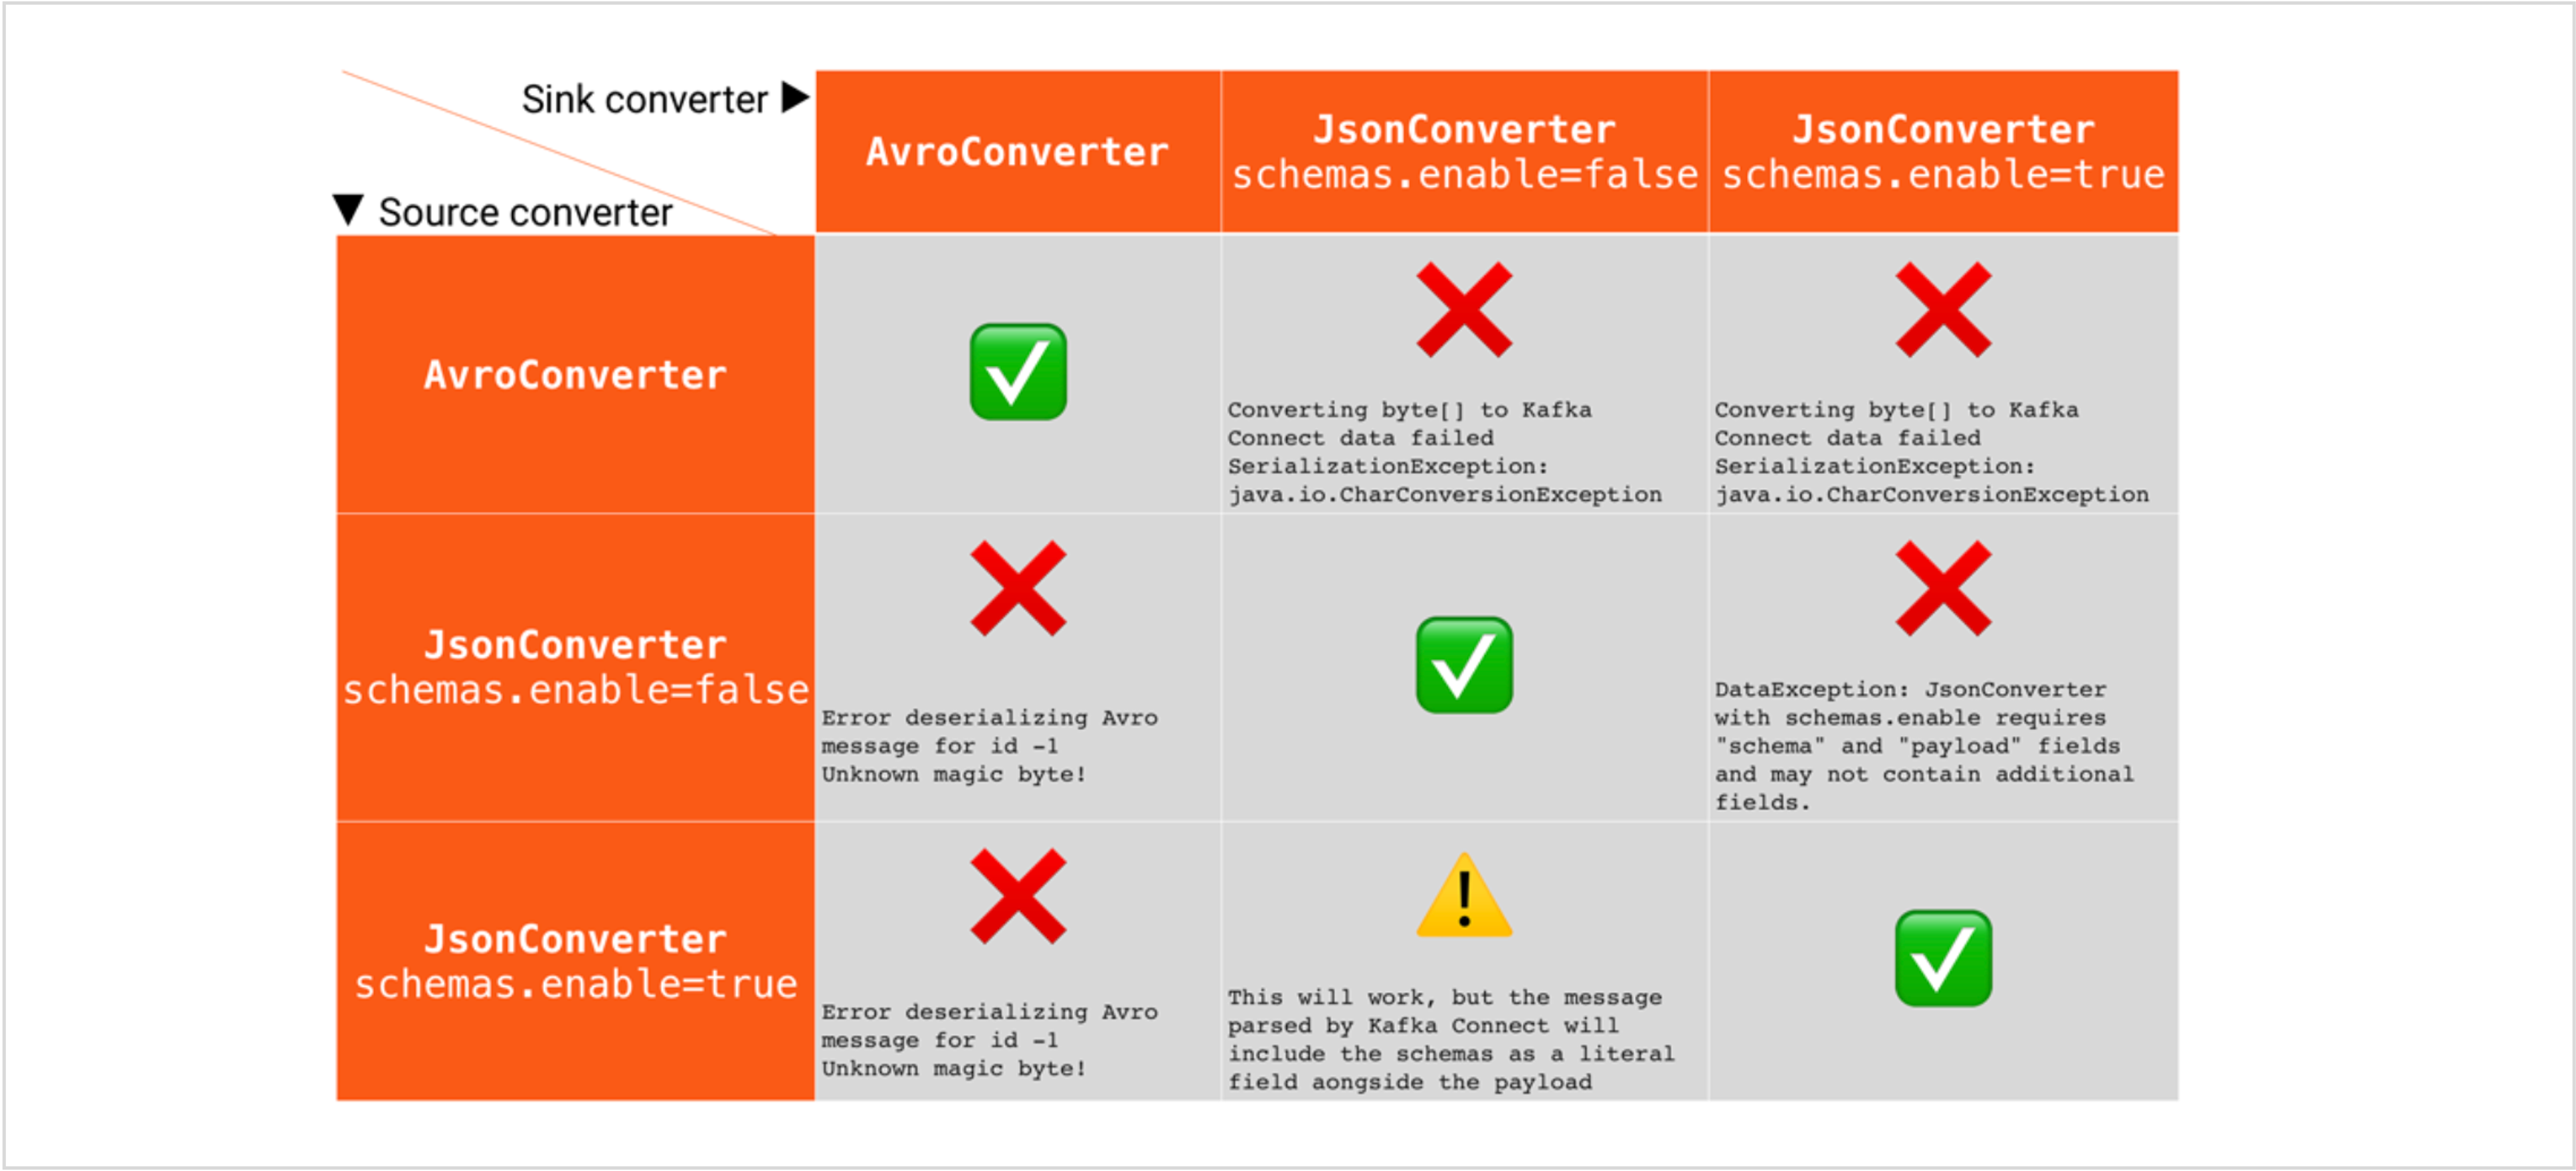 Sink converter ▶
▼ Source converter
AvroConverter
JsonConverter
schemas.enable=false
JsonConverter
schemas.enable=true
AvroConverter
Converting byte[] to Kafka
Connect data failed
SerializationException:
java.io.CharConversionException
Converting byte[] to Kafka
Connect data failed
SerializationException:
java.io.CharConversionException
JsonConverter
schemas.enable=false
Error deserializing Avro
message for id -1
Unknown magic byte!
DataException: JsonConverter
with schemas.enable requires
"schema" and "payload" fields
and may not contain additional
fields.
JsonConverter
schemas.enable=true
Error deserializing Avro
message for id -1
Unknown magic byte!
This will work, but the message
parsed by Kafka Connect will
include the schemas as a literal
field aongside the payload